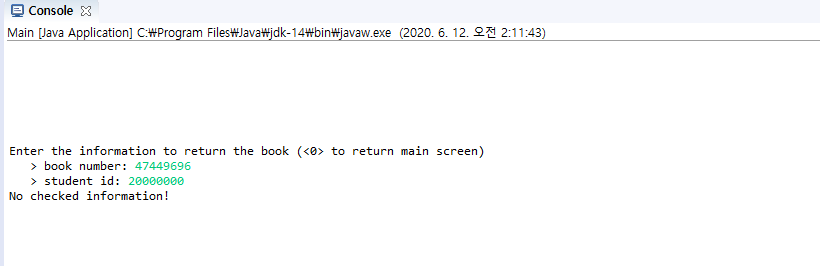 Console
Main [Java Application] C:₩Program Files₩Java₩jdk-14₩bin₩javaw.exe (2020. 6. 12. 오전 2:11:43)
Enter the information to return the book (<0> to return main screen)
> book number: 47449696
> student id: 20000000
No checked information!